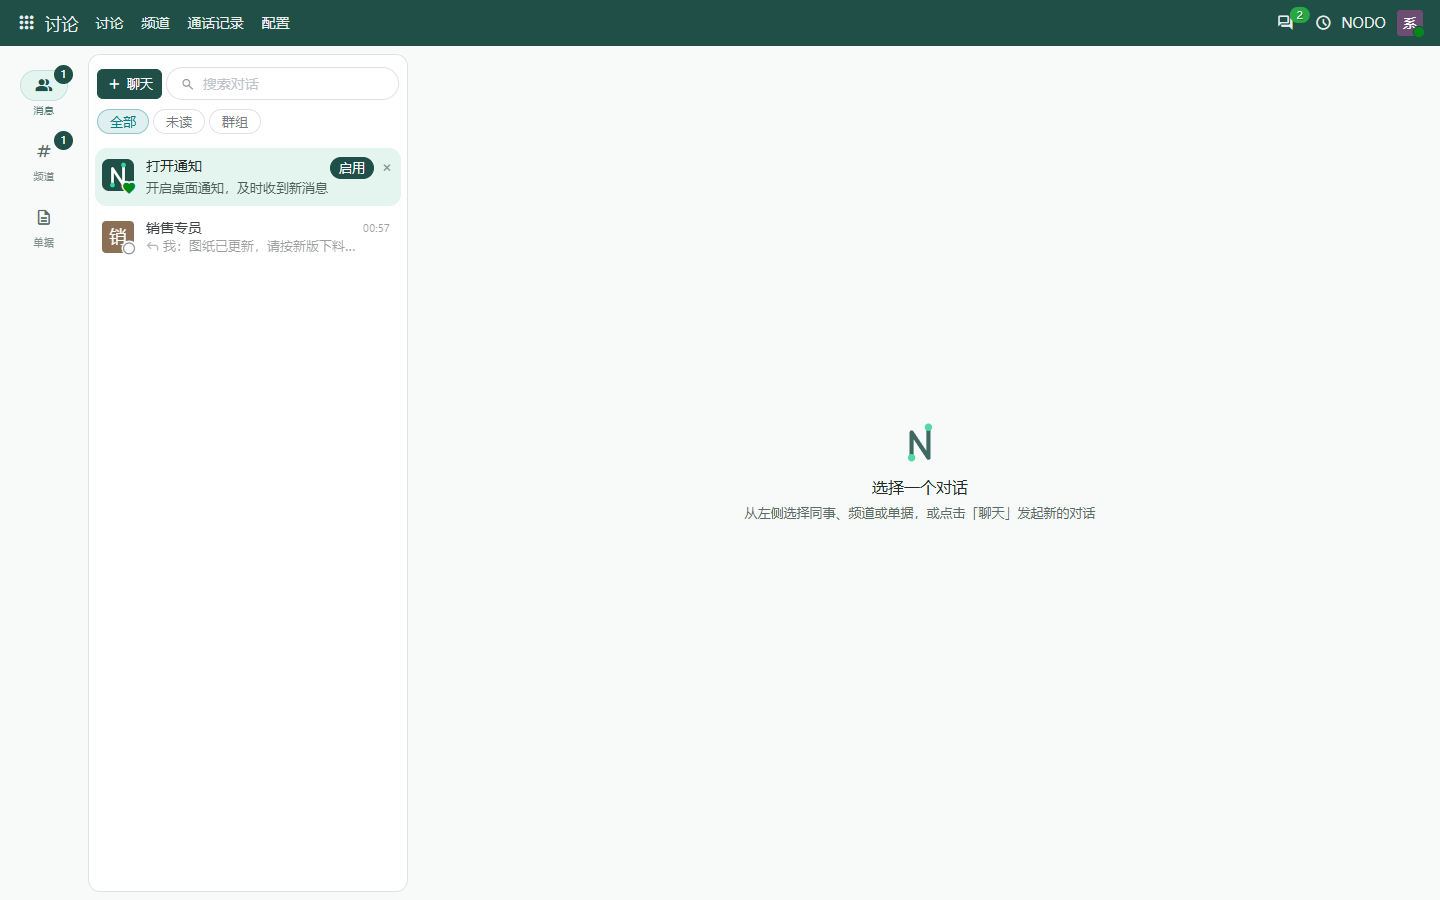 讨论 讨论 频道 通话记录 配置 2 NODO 系
1
消息
1
频道
单据
聊天 搜索对话
全部 未读 群组
打开通知 启用
开启桌面通知，及时收到新消息
销 销售专员 00:57
我：图纸已更新，请按新版下料...
选择一个对话
从左侧选择同事、频道或单据，或点击「聊天」发起新的对话